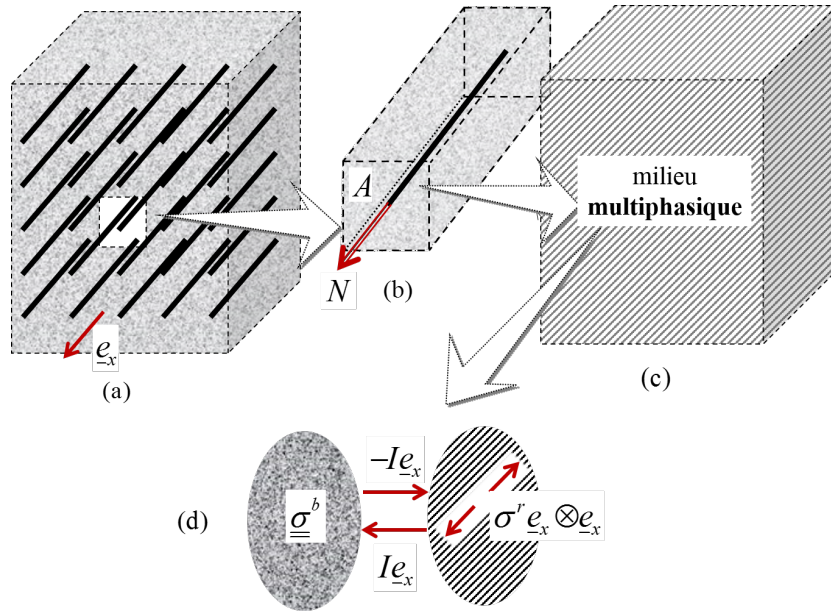 A
N
(b)
e_x
(a)
milieu
multiphasique
(c)
(d)
σ^b
-Ie_x
Ie_x
σ^r e_x ⊗ e_x